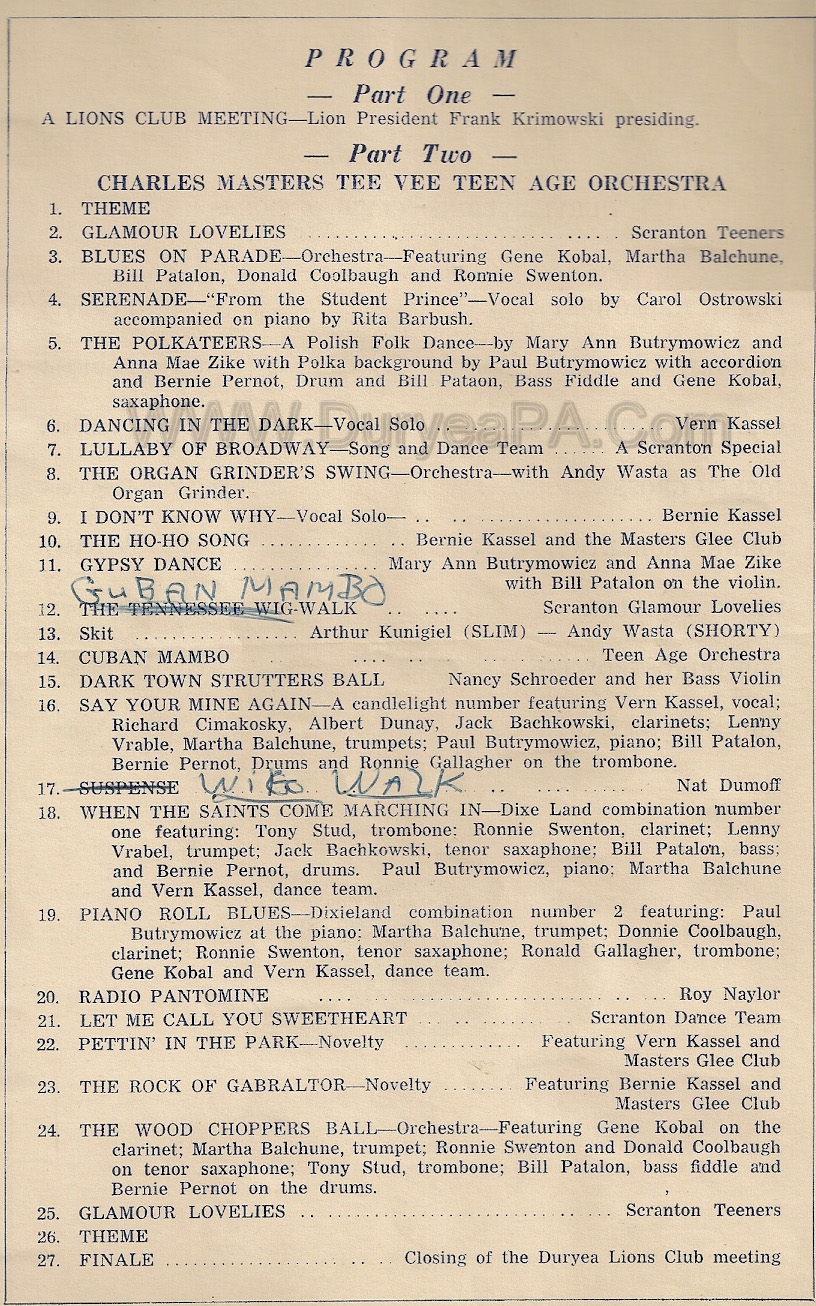 PROGRAM
— Part One —
A LIONS CLUB MEETING—Lion President Frank Krimowski presiding.
— Part Two —
CHARLES MASTERS TEE VEE TEEN AGE ORCHESTRA
1. THEME
2. GLAMOUR LOVELIES .......... Scranton Teeners
3. BLUES ON PARADE—Orchestra—Featuring Gene Kobal, Martha Balchune,
Bill Patalon, Donald Coolbaugh and Ronnie Swenton.
4. SERENADE—“From the Student Prince”—Vocal solo by Carol Ostrowski
accompanied on piano by Rita Barbush.
5. THE POLKATEERS—A Polish Folk Dance—by Mary Ann Butrymowicz and
Anna Mae Zike with Polka background by Paul Butrymowicz with accordion
and Bernie Pernot, Drum and Bill Pataon, Bass Fiddle and Gene Kobal,
saxaphone.
WWW.DuryeaPA.Com
6. DANCING IN THE DARK—Vocal Solo .......... Vern Kassel
7. LULLABY OF BROADWAY—Song and Dance Team ...... A Scranton Special
8. THE ORGAN GRINDER'S SWING—Orchestra—with Andy Wasta as The Old
Organ Grinder.
9. I DON'T KNOW WHY—Vocal Solo— .......... Bernie Kassel
10. THE HO-HO SONG .......... Bernie Kassel and the Masters Glee Club
11. GYPSY DANCE .......... Mary Ann Butrymowicz and Anna Mae Zike
with Bill Patalon on the violin.
CUBAN MAMBO
12. THE TENNESSEE WIG-WALK .. .... Scranton Glamour Lovelies
13. Skit .......... Arthur Kunigiel (SLIM) — Andy Wasta (SHORTY)
14. CUBAN MAMBO .......... Teen Age Orchestra
15. DARK TOWN STRUTTERS BALL Nancy Schroeder and her Bass Violin
16. SAY YOUR MINE AGAIN—A candlelight number featuring Vern Kassel, vocal;
Richard Cimakosky, Albert Dunay, Jack Bachkowski, clarinets; Lenny
Vrable, Martha Balchune, trumpets; Paul Butrymowicz, piano; Bill Patalon,
Bernie Pernot, Drums and Ronnie Gallagher on the trombone.
17. SUSPENSE WALK .......... Nat Dumoff
18. WHEN THE SAINTS COME MARCHING IN—Dixe Land combination number
one featuring: Tony Stud, trombone: Ronnie Swenton, clarinet; Lenny
Vrabel, trumpet; Jack Bachkowski, tenor saxaphone; Bill Patalon, bass;
and Bernie Pernot, drums. Paul Butrymowicz, piano; Martha Balchune
and Vern Kassel, dance team.
19. PIANO ROLL BLUES—Dixieland combination number 2 featuring: Paul
Butrymowicz at the piano; Martha Balchune, trumpet; Donnie Coolbaugh,
clarinet; Ronnie Swenton, tenor saxaphone; Ronald Gallagher, trombone;
Gene Kobal and Vern Kassel, dance team.
20. RADIO PANTOMINE .......... Roy Naylor
21. LET ME CALL YOU SWEETHEART .......... Scranton Dance Team
22. PETTIN' IN THE PARK—Novelty .......... Featuring Vern Kassel and
Masters Glee Club
23. THE ROCK OF GABRALTOR—Novelty ........ Featuring Bernie Kassel and
Masters Glee Club
24. THE WOOD CHOPPERS BALL—Orchestra—Featuring Gene Kobal on the
clarinet; Martha Balchune, trumpet; Ronnie Swenton and Donald Coolbaugh
on tenor saxaphone; Tony Stud, trombone; Bill Patalon, bass fiddle and
Bernie Pernot on the drums.
25. GLAMOUR LOVELIES .......... Scranton Teeners
26. THEME
27. FINALE .......... Closing of the Duryea Lions Club meeting